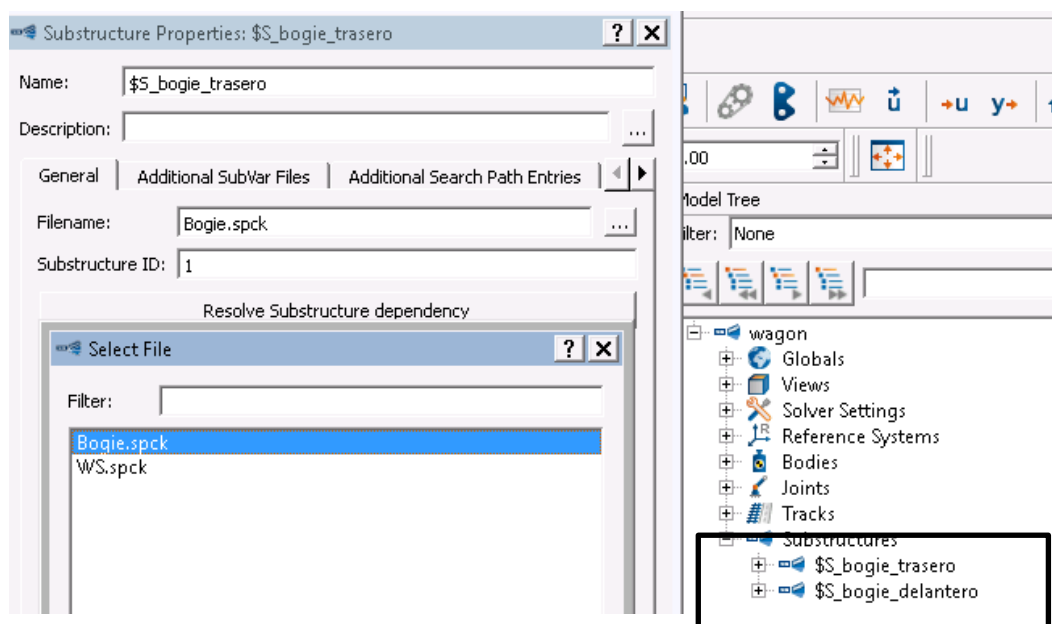 Substructure Properties: $S_bogie_trasero
Name: $S_bogie_trasero
Description:
...
General Additional SubVar Files Additional Search Path Entries
Filename: Bogie.spck ...
Substructure ID: 1
Resolve Substructure dependency
Select File
Filter:
Bogie.spck
WS.spck
u y
.00
Model Tree
ilter: None
wagon
Globals
Views
Solver Settings
R Reference Systems
Bodies
Joints
Tracks
Substructures
$S_bogie_trasero
$S_bogie_delantero